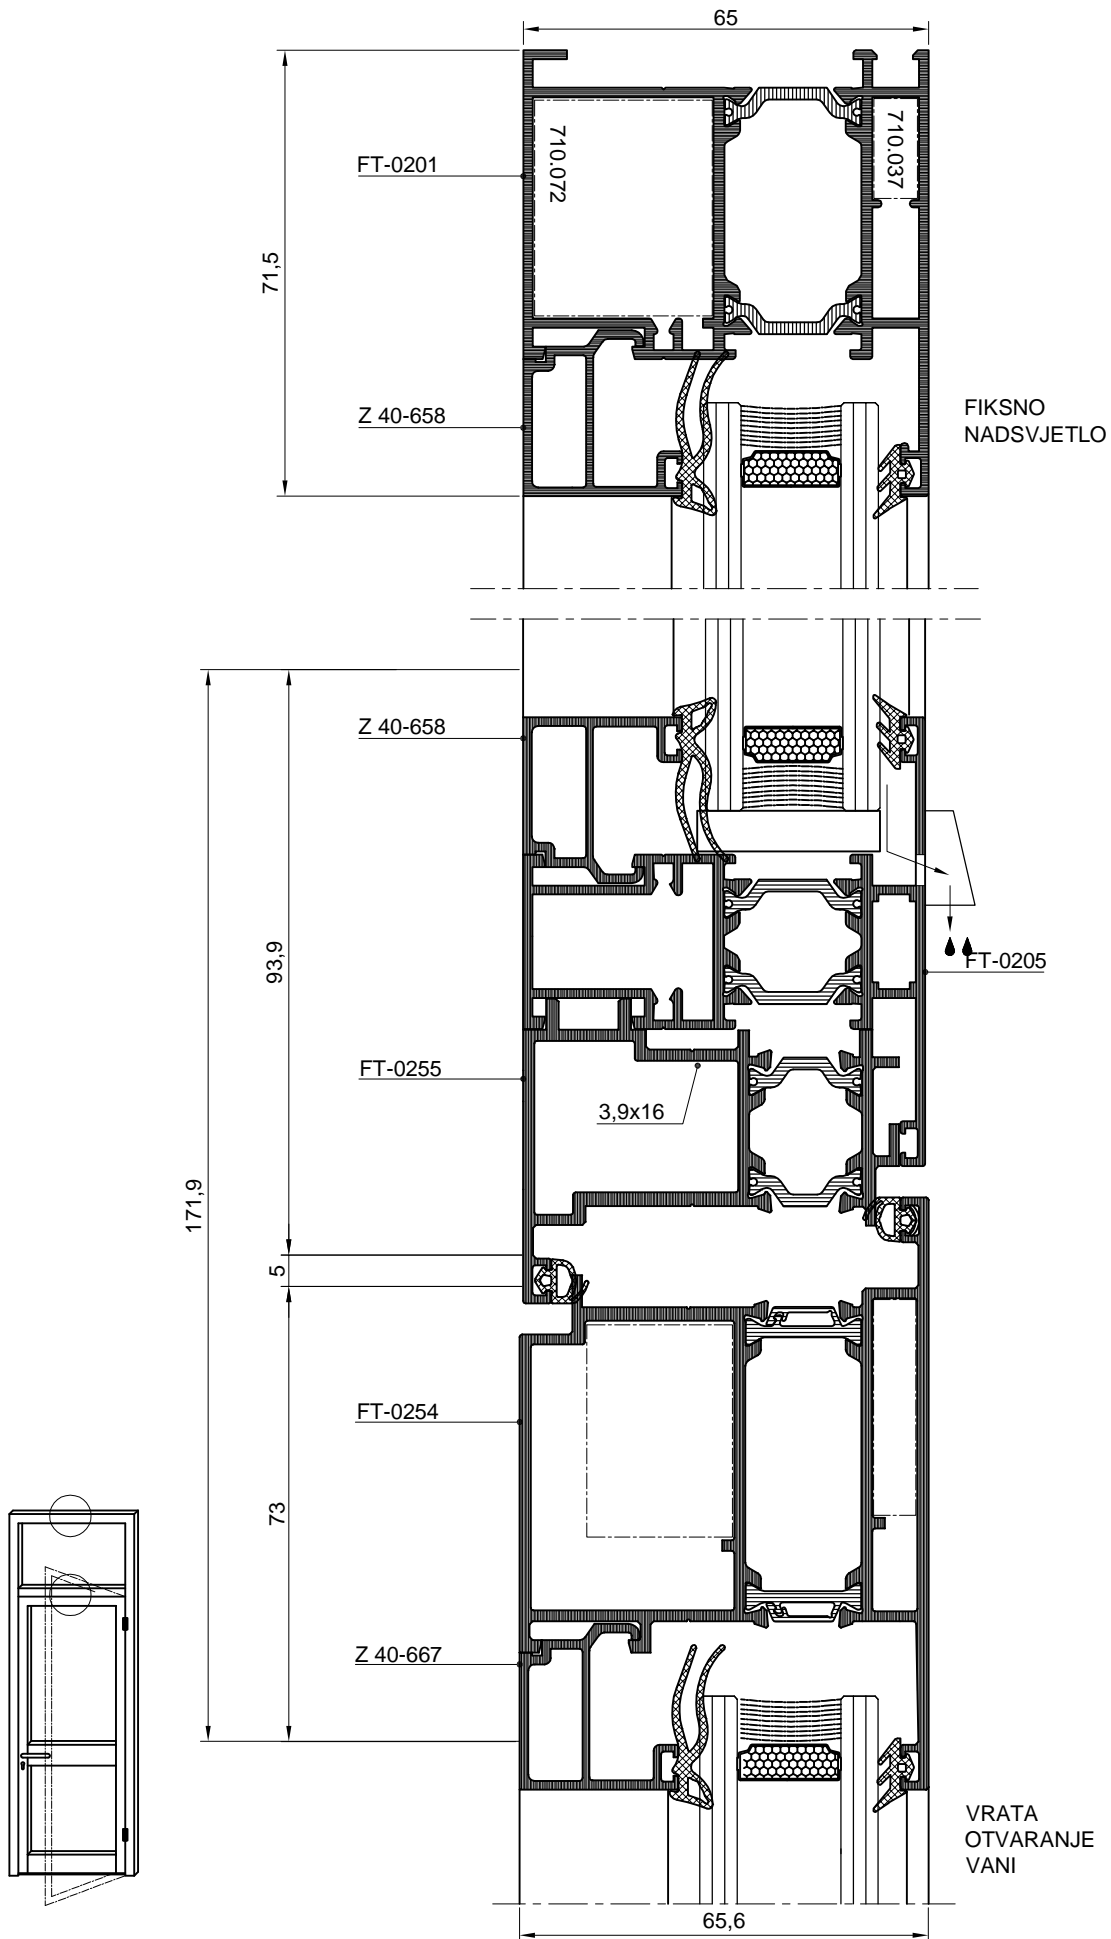 65
710.072
710.037
FT-0201
71,5
Z 40-658
FIKSNO
NADSVJETLO
Z 40-658
93,9
FT-0205
FT-0255
3,9x16
171,9
5
FT-0254
73
Z 40-667
VRATA
OTVARANJE
VANI
65,6